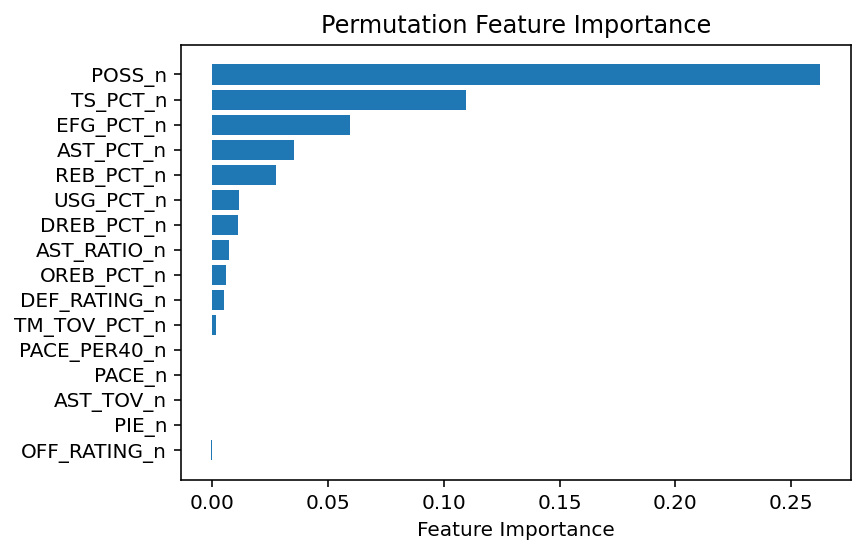 Permutation Feature Importance
POSS_n
TS_PCT_n
EFG_PCT_n
AST_PCT_n
REB_PCT_n
USG_PCT_n
DREB_PCT_n
AST_RATIO_n
OREB_PCT_n
DEF_RATING_n
TM_TOV_PCT_n
PACE_PER40_n
PACE_n
AST_TOV_n
PIE_n
OFF_RATING_n
0.00 0.05 0.10 0.15 0.20 0.25
Feature Importance